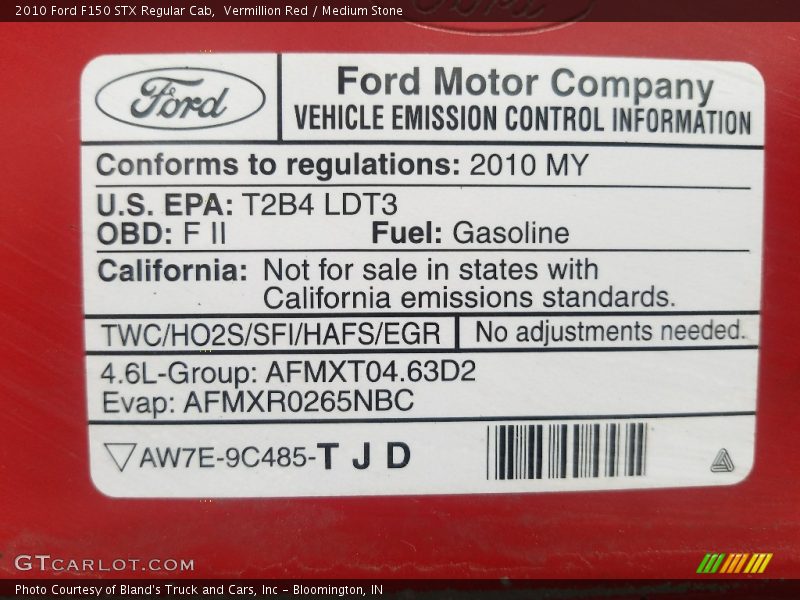 2010 Ford F150 STX Regular Cab,  Vermillion Red / Medium Stone
Ford
Ford Motor Company
VEHICLE EMISSION CONTROL INFORMATION
Conforms to regulations: 2010 MY
U.S. EPA: T2B4 LDT3
OBD: F II Fuel: Gasoline
California: Not for sale in states with
California emissions standards.
TWC/HO2S/SFI/HAFS/EGR No adjustments needed.
4.6L-Group: AFMXT04.63D2
Evap: AFMXR0265NBC
AW7E-9C485-T J D
GTCARLOT.COM
Photo Courtesy of Bland's Truck and Cars, Inc - Bloomington, IN